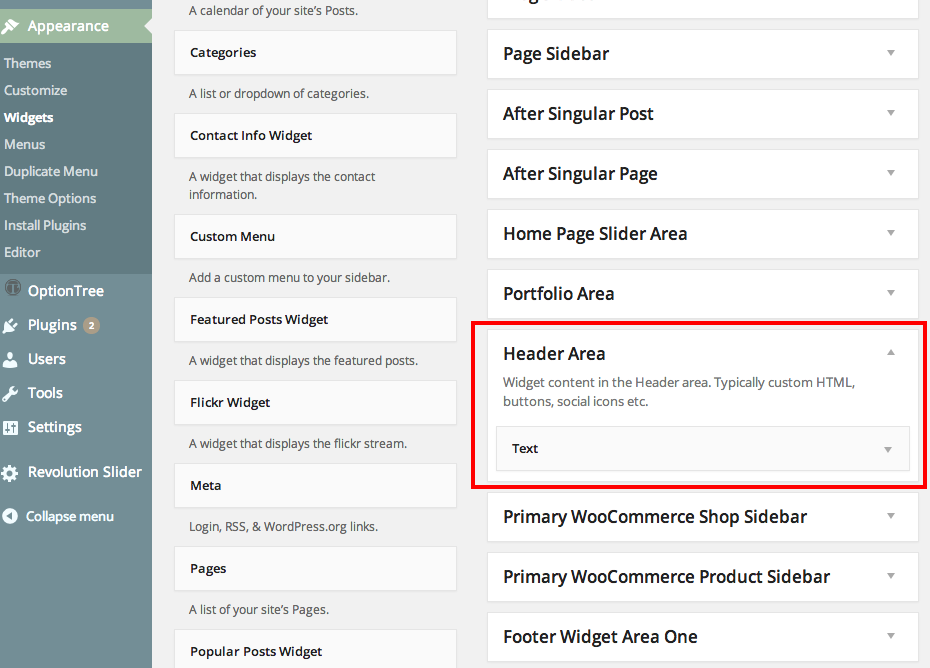 Appearance
Themes
Customize
Widgets
Menus
Duplicate Menu
Theme Options
Install Plugins
Editor
OptionTree
Plugins 2
Users
Tools
Settings
Revolution Slider
Collapse menu
A calendar of your site's Posts.
Categories
A list or dropdown of categories.
Contact Info Widget
A widget that displays the contact
information.
Custom Menu
Add a custom menu to your sidebar.
Featured Posts Widget
A widget that displays the featured posts.
Flickr Widget
A widget that displays the flickr stream.
Meta
Login, RSS, & WordPress.org links.
Pages
A list of your site's Pages.
Popular Posts Widget
Page Sidebar
After Singular Post
After Singular Page
Home Page Slider Area
Portfolio Area
Header Area
Widget content in the Header area. Typically custom HTML,
buttons, social icons etc.
Text
Primary WooCommerce Shop Sidebar
Primary WooCommerce Product Sidebar
Footer Widget Area One